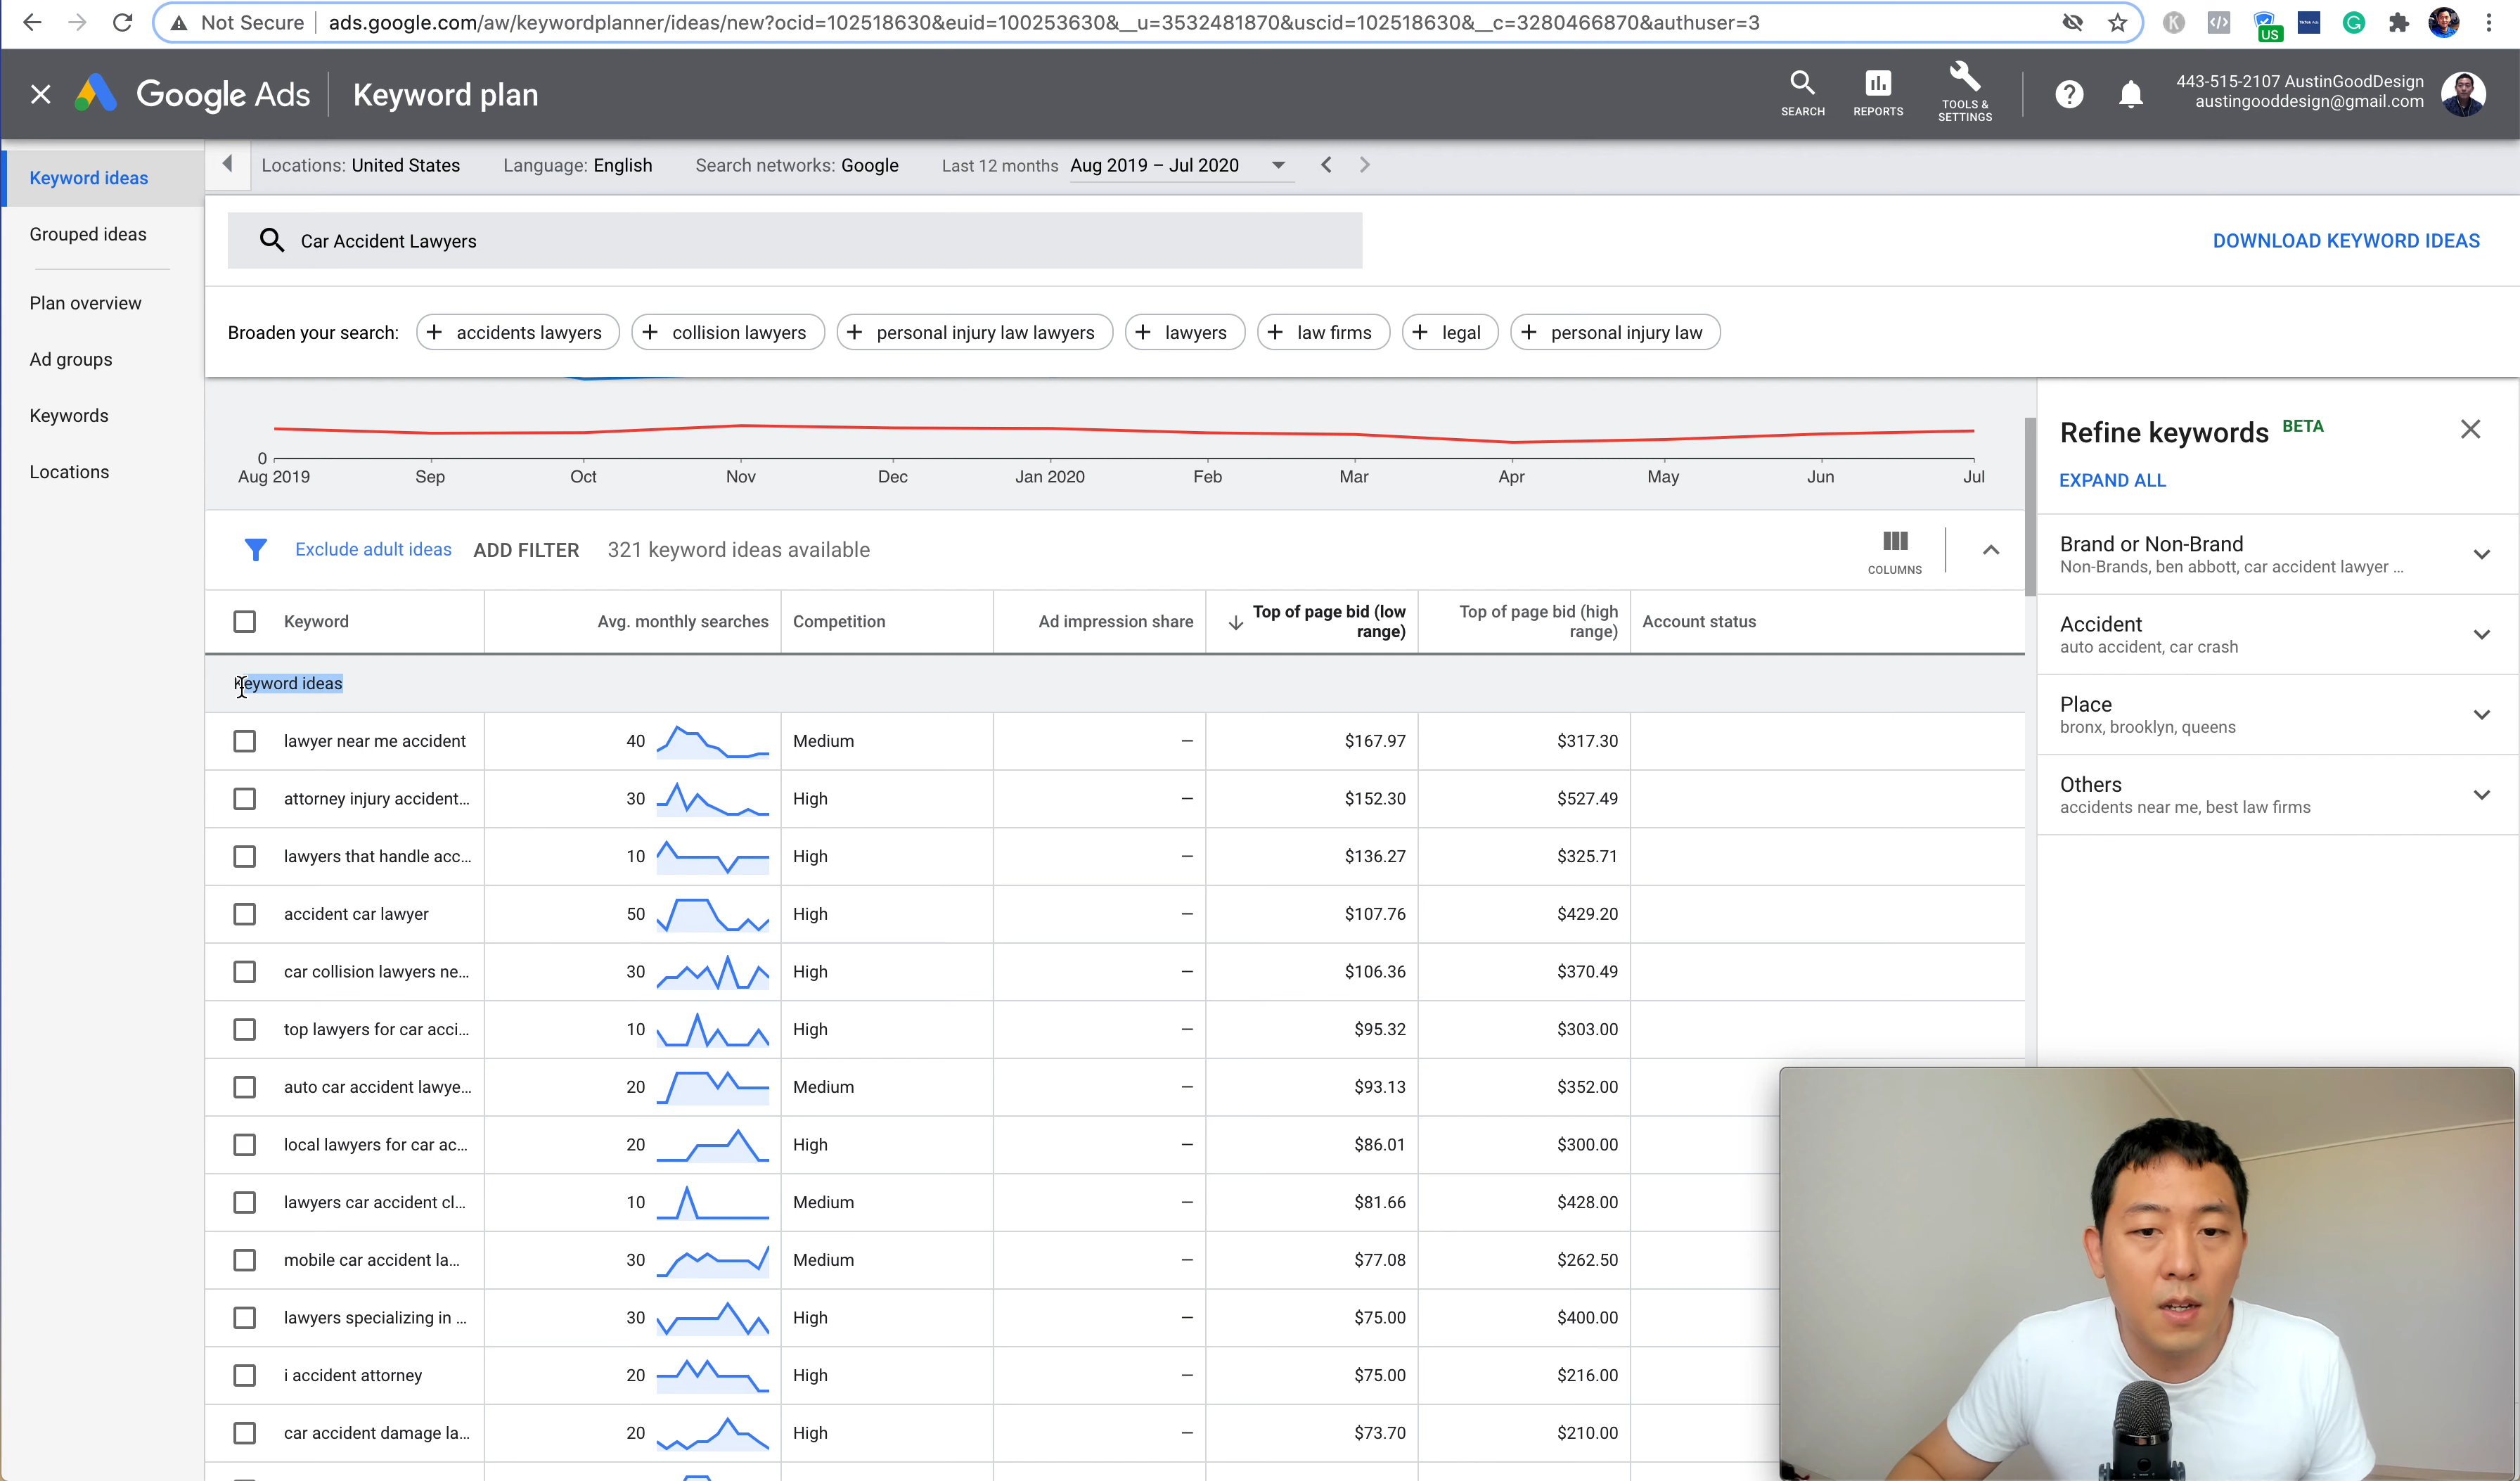 Not Secure ads.google.com/aw/keywordplanner/ideas/new?ocid=102518630&euid=100253630&__u=3532481870&uscid=102518630&__c=3280466870&authuser=3
US
Google Ads Keyword plan
SEARCH
REPORTS
TOOLS &
SETTINGS
443-515-2107 AustinGoodDesign
austingooddesign@gmail.com
Keyword ideas
Grouped ideas
Plan overview
Ad groups
Keywords
Locations
Locations: United States Language: English Search networks: Google Last 12 months Aug 2019 – Jul 2020
Car Accident Lawyers
DOWNLOAD KEYWORD IDEAS
Broaden your search: accidents lawyers collision lawyers personal injury law lawyers lawyers law firms legal personal injury law
0
Aug 2019 Sep Oct Nov Dec Jan 2020 Feb Mar Apr May Jun Jul
Exclude adult ideas ADD FILTER 321 keyword ideas available
COLUMNS
Keyword Avg. monthly searches Competition Ad impression share Top of page bid (low range) Top of page bid (high range) Account status
Keyword ideas
lawyer near me accident 40 Medium – $167.97 $317.30
attorney injury accident... 30 High – $152.30 $527.49
lawyers that handle acc... 10 High – $136.27 $325.71
accident car lawyer 50 High – $107.76 $429.20
car collision lawyers ne... 30 High – $106.36 $370.49
top lawyers for car acci... 10 High – $95.32 $303.00
auto car accident lawye... 20 Medium – $93.13 $352.00
local lawyers for car ac... 20 High – $86.01 $300.00
lawyers car accident cl... 10 Medium – $81.66 $428.00
mobile car accident la... 30 Medium – $77.08 $262.50
lawyers specializing in ... 30 High – $75.00 $400.00
i accident attorney 20 High – $75.00 $216.00
car accident damage la... 20 High – $73.70 $210.00
Refine keywords BETA
EXPAND ALL
Brand or Non-Brand
Non-Brands, ben abbott, car accident lawyer ...
Accident
auto accident, car crash
Place
bronx, brooklyn, queens
Others
accidents near me, best law firms